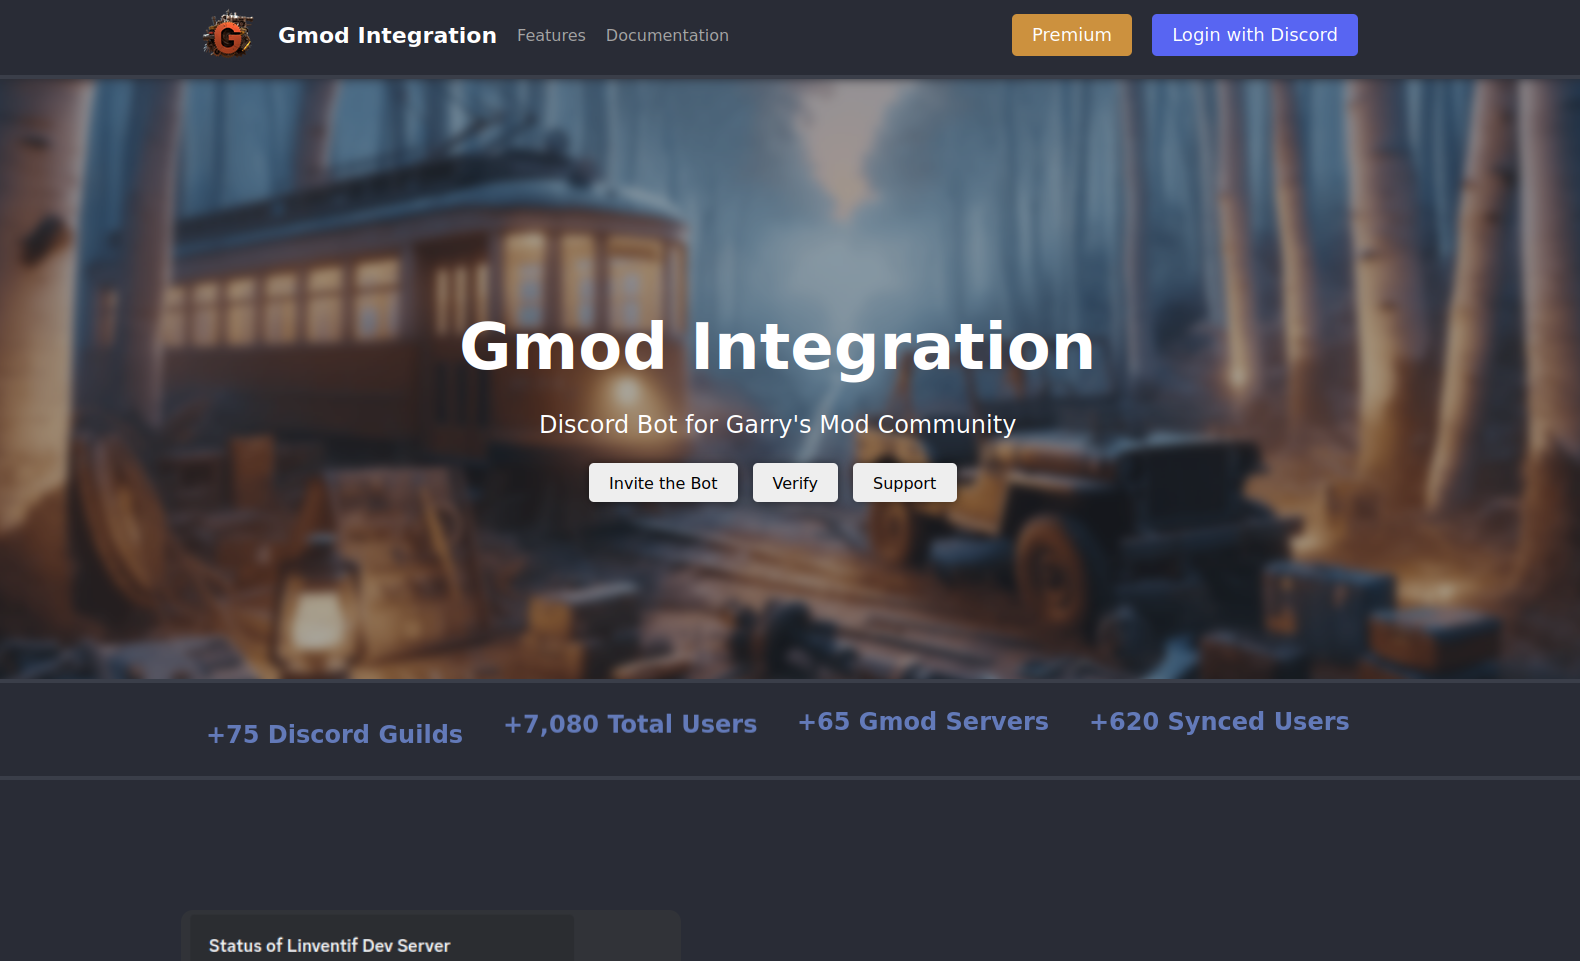 G
Gmod Integration
Features
Documentation
Premium
Login with Discord
Gmod Integration
Discord Bot for Garry's Mod Community
Invite the Bot
Verify
Support
+75 Discord Guilds
+7,080 Total Users
+65 Gmod Servers
+620 Synced Users
Status of Linventif Dev Server